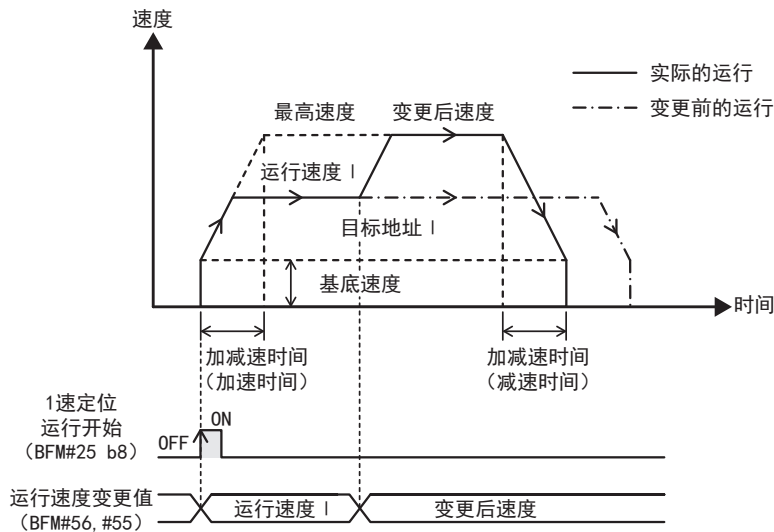 速度
实际的运行
变更前的运行
最高速度
变更后速度
运行速度Ⅰ
目标地址Ⅰ
基底速度
时间
加减速时间
（加速时间）
加减速时间
（减速时间）
1速定位
运行开始
（BFM#25 b8）
OFF
ON
运行速度变更值
（BFM#56, #55）
运行速度Ⅰ
变更后速度